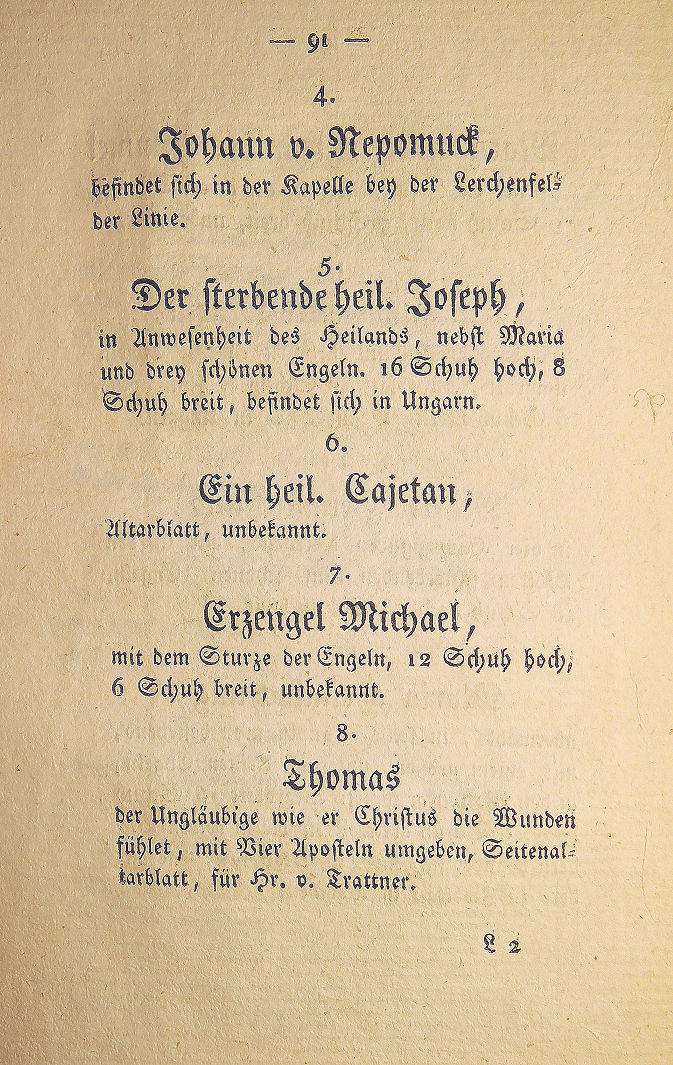 — 91 —
4.
Johann v. Nepomuck,
befindet sich in der Kapelle bey der Lerchenfel-
der Linie.
5.
Der sterbende heil. Joseph,
in Anwesenheit des Heilands, nebst Maria
und drey schönen Engeln. 16 Schuh hoch, 8
Schuh breit, befindet sich in Ungarn.
6.
Ein heil. Cajetan,
Altarblatt, unbekannt.
7.
Erzengel Michael,
mit dem Sturze der Engeln, 12 Schuh hoch,
6 Schuh breit, unbekannt.
8.
Thomas
der Ungläubige wie er Christus die Wunden
fühlet, mit Vier Aposteln umgeben, Seitenal-
tarblatt, für Hr. v. Trattner.
L 2